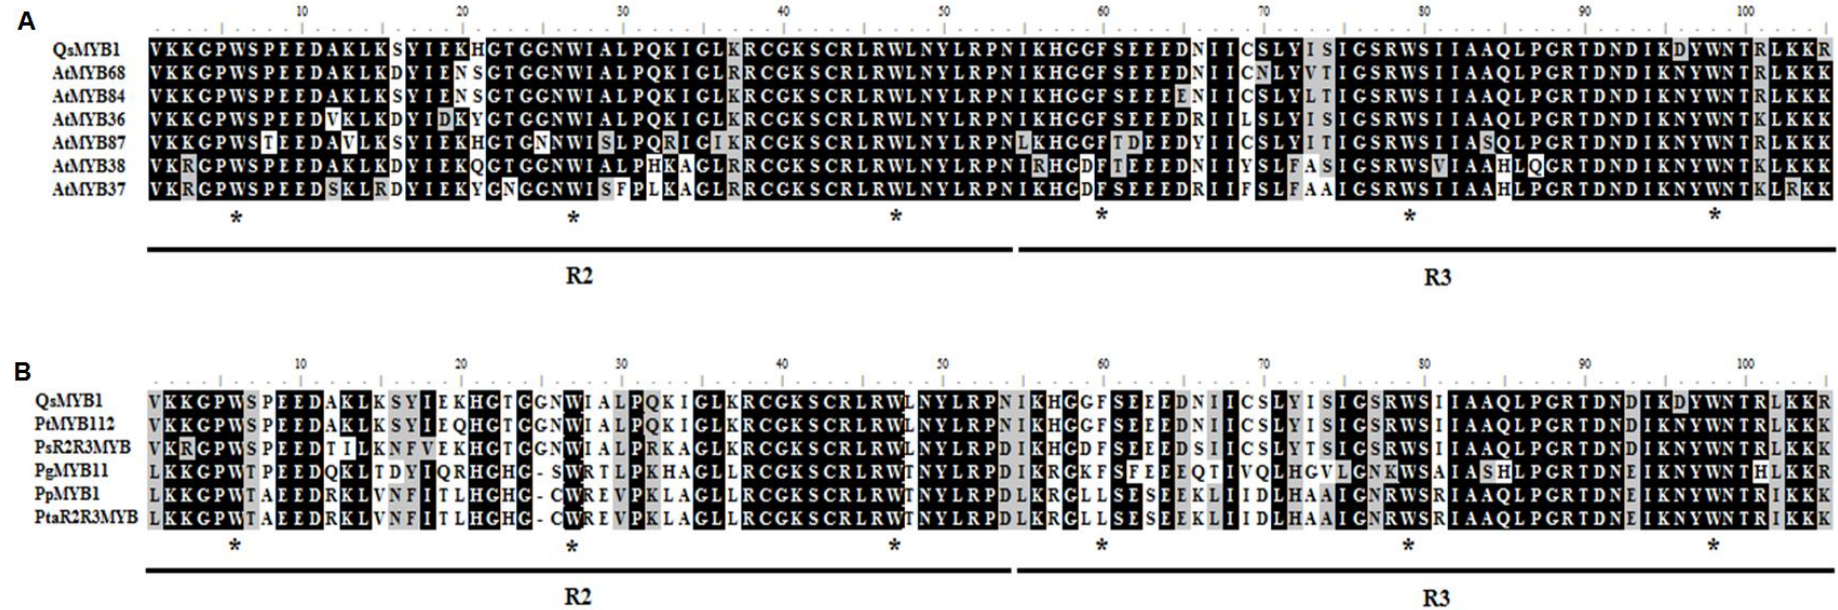 A
10 20 30 40 50 60 70 80 90 100
QsMYB1 VKKGPWSPEEDAKLKSYIEKHGTGGNWIALPQKIGLKRCGKSCRLRWLNYLRPNIKHGGFSEEEDNIICSLYISIGSRWSIIAAQLPGRTDNDIKDYWNTRLKKR
AtMYB68 VKKGPWSPEEDAKLKDYIENSGTGGNWIALPQKIGLRRCGKSCRLRWLNYLRPNIKHGGFSEEEDNIICNLYVTIGSRWSIIAAQLPGRTDNDIKNYWNTRLKKK
AtMYB84 VKKGPWSPEEDAKLKSYIENSGTGGNWIALPQKIGLKRCGKSCRLRWLNYLRPNIKHGGFSEEEENIICSLYLTIGSRWSIIAAQLPGRTDNDIKNYWNTRLKKK
AtMYB36 VKKGPWSPEEDVKLKDYIDKYGTGGNWIALPQKIGLKRCGKSCRLRWLNYLRPNIKHGGFSEEEDRIILSLYISIGSRWSIIAAQLPGRTDNDIKNYWNTKLKKK
AtMYB87 VKKGPWSTEEDAVLKSYIEKHGTGNNWISLPQRIGIKRCGKSCRLRWLNYLRPNLKHGGFTDEEDYIICSLYITIGSRWSIIASQLPGRTDNDIKNYWNTRLKKK
AtMYB38 VKRGPWSPEEDAKLKDYIEKQGTGGNWIALPHKAGLRRCGKSCRLRWLNYLRPNIRHGDFTEEEDNIIYSLFASIGSRWSVIAAHLQGRTDNDIKNYWNTKLKKK
AtMYB37 VKRGPWSPEEDSKLRDYIEKYGNGGNWISFPLKAGLRRCGKSCRLRWLNYLRPNIKHGDFSEEEDRIIFSLFAAIGSRWSIIAAHLPGRTDNDIKNYWNTKLRKK
* * * * * *
R2 R3
B
10 20 30 40 50 60 70 80 90 100
QsMYB1 VKKGPWSPEEDAKLKSYIEKHGTGGNWIALPQKIGLKRCGKSCRLRWLNYLRPNIKHGGFSEEEDNIICSLYISIGSRWSIIAAQLPGRTDNDIKDYWNTRLKKR
PtMYB112 VKKGPWSPEEDAKLKSYIEQHGTGGNWIALPQKIGLKRCGKSCRLRWLNYLRPNIKHGGFSEEEDNIICSLYISIGSRWSIIAAQLPGRTDNDIKNYWNTRLKKK
PsR2R3MYB VKRGPWSPEEDTILKNFVEKHGTGGNWIALPRKAGLKRCGKSCRLRWLNYLRPDIKHGDFSEEEDSIICSLYTSIGSRWSIIAAQLPGRTDNDIKNYWNTRLKKK
PgMYB11 LKKGPWTPEEDQKLTDYIQRHGHG-SWRTLPKHAGLLRCGKSCRLRWTNYLRPDIKRGKFSFEEEQTIVQLHGVLGNKWSAIASHLPGRTDNEIKNYWNTHLKKR
PpMYB1 LKKGPWTAEEDRKLVNFITLHGHG-CWREVPKLAGLLRCGKSCRLRWTNYLRPDLKRGLLSESEEKLIIDLHAAIGNRWSRIAAQLPGRTDNEIKNYWNTRIKKK
PtaR2R3MYB LKKGPWTAEEDRKLVNFITLHGHG-CWREVPKLAGLLRCGKSCRLRWTNYLRPDLKRGLLSESEEKLIIDLHAAIGNRWSRIAAQLPGRTDNEIKNYWNTRIKKK
* * * * * *
R2 R3